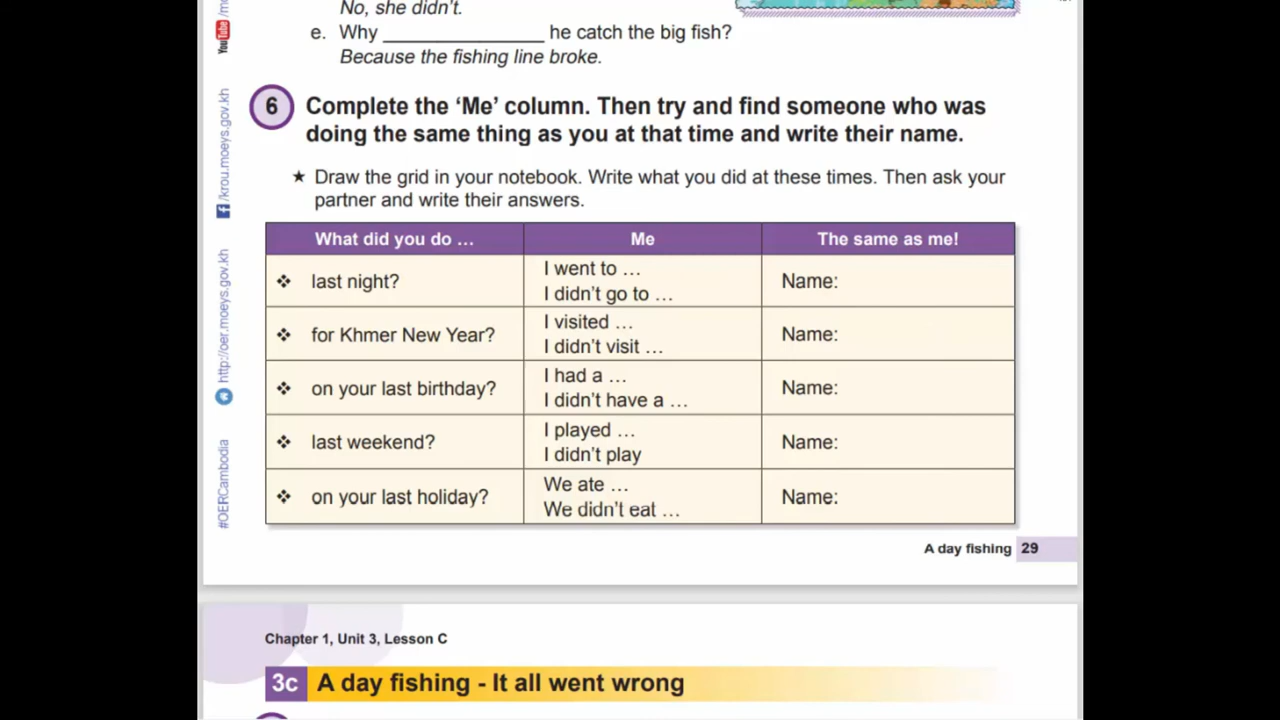 No, she didn't.
e. Why _______________ he catch the big fish?
Because the fishing line broke.
6 Complete the 'Me' column. Then try and find someone who was
doing the same thing as you at that time and write their name.
★ Draw the grid in your notebook. Write what you did at these times. Then ask your
partner and write their answers.
What did you do … Me The same as me!
❖ last night? I went to … Name:
I didn't go to …
❖ for Khmer New Year? I visited … Name:
I didn't visit …
❖ on your last birthday? I had a … Name:
I didn't have a …
❖ last weekend? I played … Name:
I didn't play
❖ on your last holiday? We ate … Name:
We didn't eat …
A day fishing 29
YouTube
/krou.moeys.gov.kh
http://oer.moeys.gov.kh
#OERCambodia
Chapter 1, Unit 3, Lesson C
3c A day fishing - It all went wrong